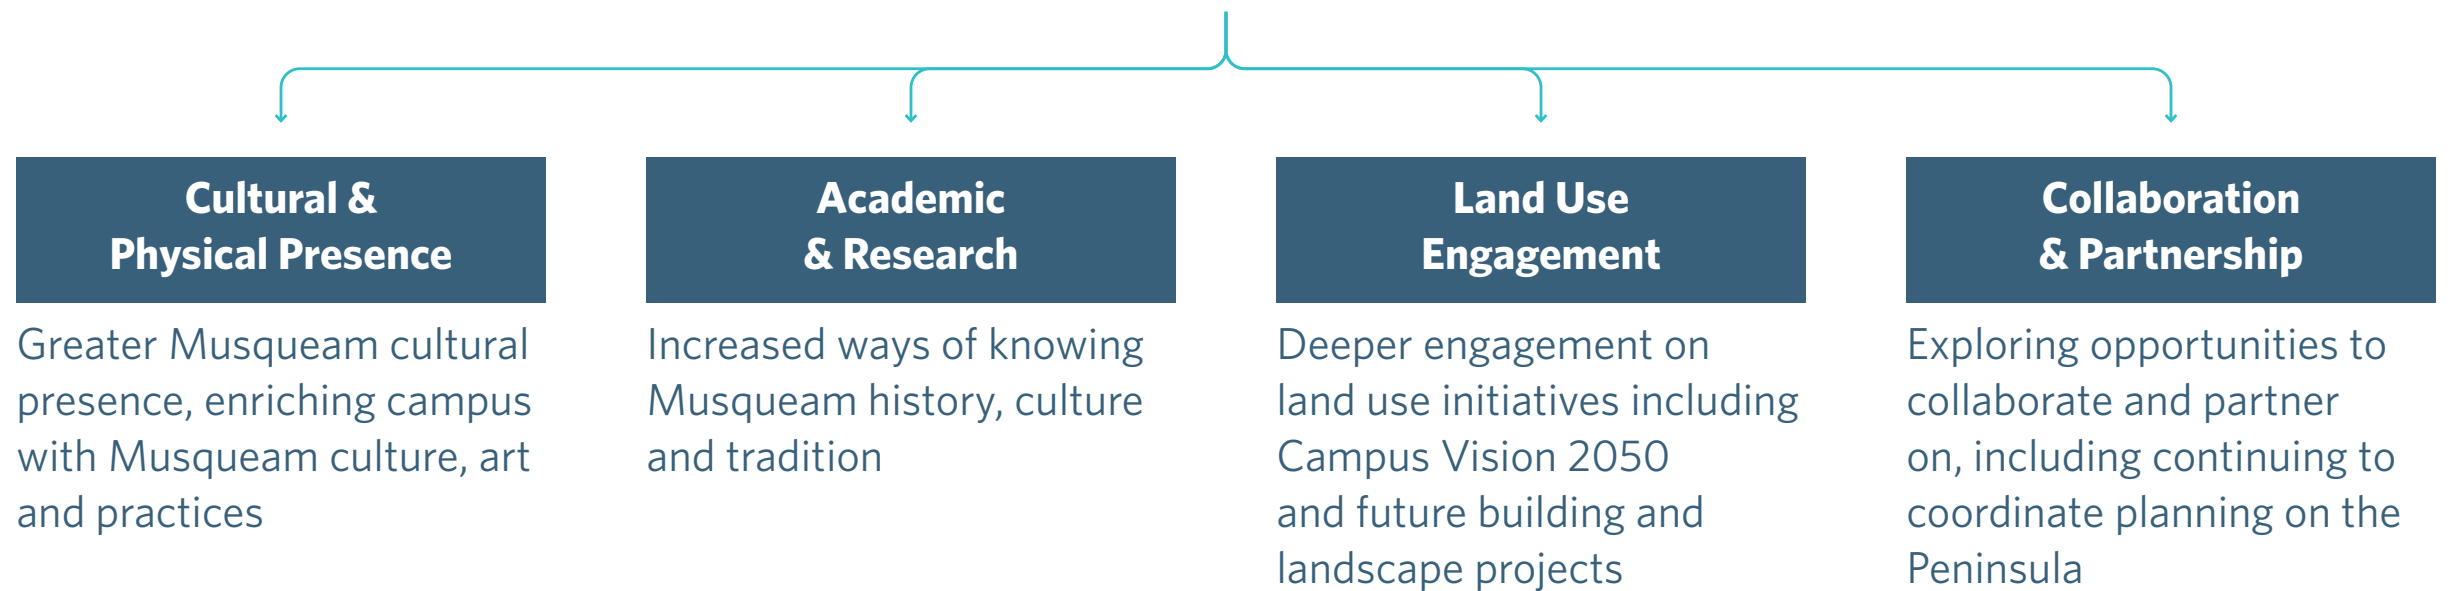 Cultural &
Physical Presence
Greater Musqueam cultural
presence, enriching campus
with Musqueam culture, art
and practices
Academic
& Research
Increased ways of knowing
Musqueam history, culture
and tradition
Land Use
Engagement
Deeper engagement on
land use initiatives including
Campus Vision 2050
and future building and
landscape projects
Collaboration
& Partnership
Exploring opportunities to
collaborate and partner
on, including continuing to
coordinate planning on the
Peninsula